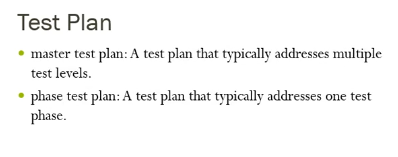 Test Plan
• master test plan: A test plan that typically addresses multiple
test levels.
• phase test plan: A test plan that typically addresses one test
phase.